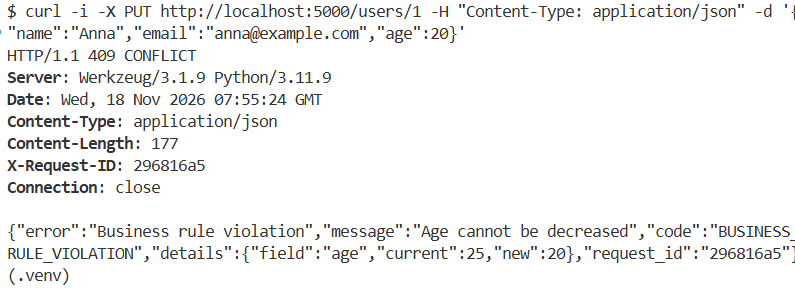 $ curl -i -X PUT http://localhost:5000/users/1 -H "Content-Type: application/json" -d '{
"name":"Anna","email":"anna@example.com","age":20}'
HTTP/1.1 409 CONFLICT
Server: Werkzeug/3.1.9 Python/3.11.9
Date: Wed, 18 Nov 2026 07:55:24 GMT
Content-Type: application/json
Content-Length: 177
X-Request-ID: 296816a5
Connection: close

{"error":"Business rule violation","message":"Age cannot be decreased","code":"BUSINESS_
RULE_VIOLATION","details":{"field":"age","current":25,"new":20},"request_id":"296816a5"}
(.venv)